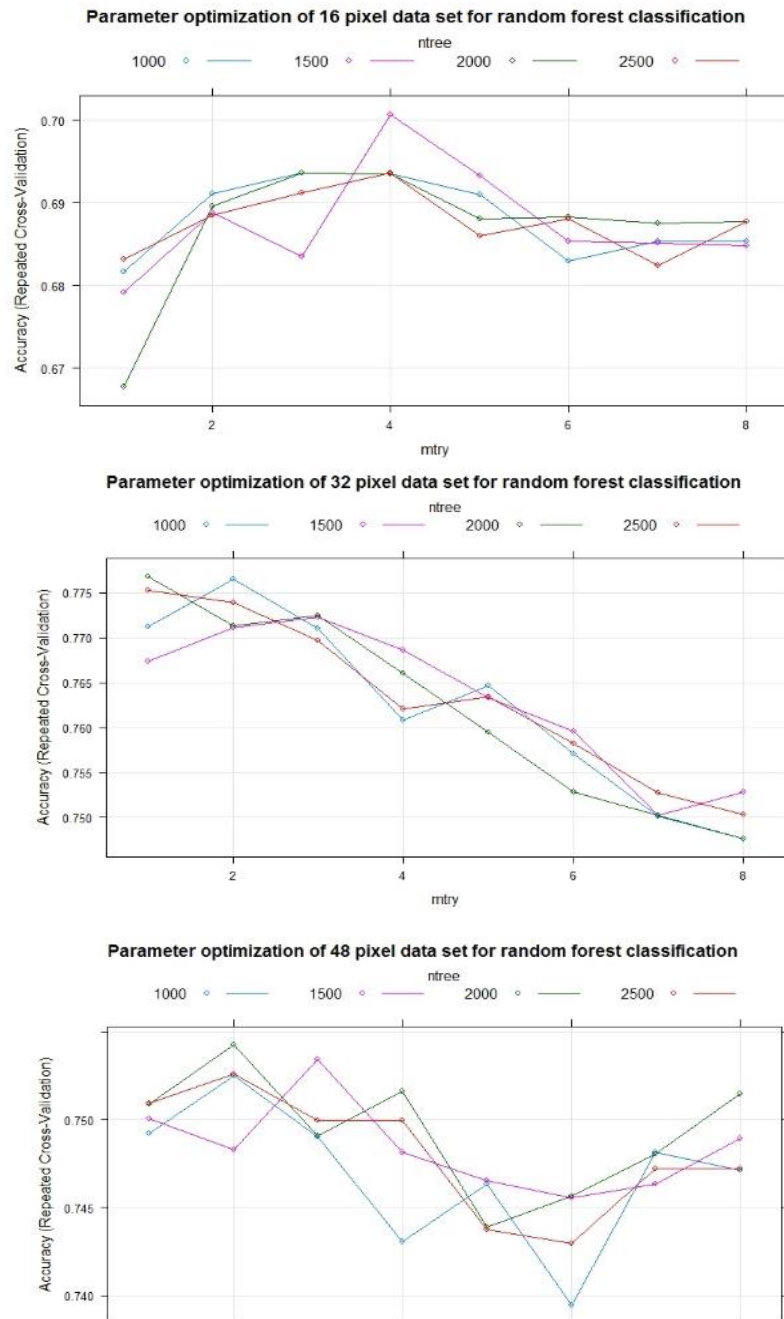 Parameter optimization of 16 pixel data set for random forest classification
ntree
1000 1500 2000 2500
Accuracy (Repeated Cross-Validation)
0.70
0.69
0.68
0.67
2 4 6 8
mtry
Parameter optimization of 32 pixel data set for random forest classification
ntree
1000 1500 2000 2500
Accuracy (Repeated Cross-Validation)
0.775
0.770
0.765
0.760
0.755
0.750
2 4 6 8
mtry
Parameter optimization of 48 pixel data set for random forest classification
ntree
1000 1500 2000 2500
Accuracy (Repeated Cross-Validation)
0.750
0.745
0.740